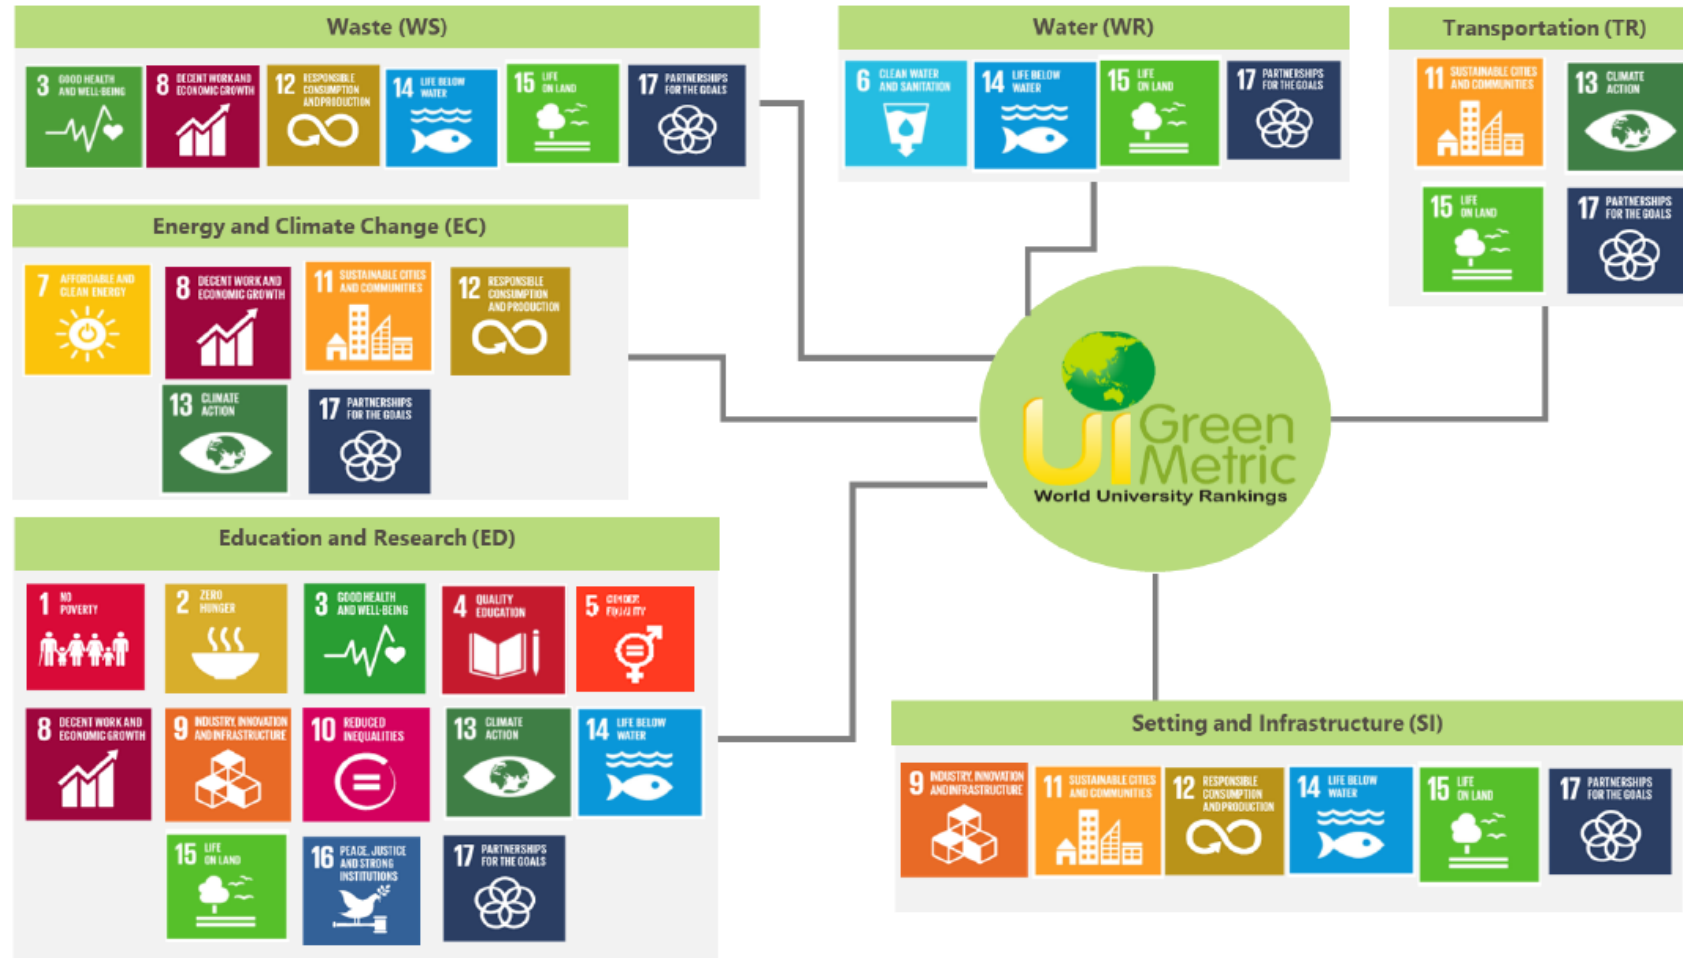 Waste (WS)
3 GOOD HEALTH
AND WELL-BEING
8 DECENT WORK AND
ECONOMIC GROWTH
12 RESPONSIBLE
CONSUMPTION
ANDPRODUCTION
14 LIFE BELOW
WATER
15 LIFE
ON LAND
17 PARTNERSHIPS
FOR THE GOALS
Water (WR)
6 CLEAN WATER
AND SANITATION
14 LIFE BELOW
WATER
15 LIFE
ON LAND
17 PARTNERSHIPS
FOR THE GOALS
Transportation (TR)
11 SUSTAINABLE CITIES
AND COMMUNITIES
13 CLIMATE
ACTION
15 LIFE
ON LAND
17 PARTNERSHIPS
FOR THE GOALS
Energy and Climate Change (EC)
7 AFFORDABLE AND
CLEAN ENERGY
8 DECENT WORK AND
ECONOMIC GROWTH
11 SUSTAINABLE CITIES
AND COMMUNITIES
12 RESPONSIBLE
CONSUMPTION
AND PRODUCTION
13 CLIMATE
ACTION
17 PARTNERSHIPS
FOR THE GOALS
UI Green
Metric
World University Rankings
Education and Research (ED)
1 NO
POVERTY
2 ZERO
HUNGER
3 GOOD HEALTH
AND WELL-BEING
4 QUALITY
EDUCATION
5 GENDER
EQUALITY
8 DECENT WORK AND
ECONOMIC GROWTH
9 INDUSTRY, INNOVATION
AND INFRASTRUCTURE
10 REDUCED
INEQUALITIES
13 CLIMATE
ACTION
14 LIFE BELOW
WATER
15 LIFE
ON LAND
16 PEACE, JUSTICE
AND STRONG
INSTITUTIONS
17 PARTNERSHIPS
FOR THE GOALS
Setting and Infrastructure (SI)
9 INDUSTRY, INNOVATION
AND INFRASTRUCTURE
11 SUSTAINABLE CITIES
AND COMMUNITIES
12 RESPONSIBLE
CONSUMPTION
AND PRODUCTION
14 LIFE BELOW
WATER
15 LIFE
ON LAND
17 PARTNERSHIPS
FOR THE GOALS